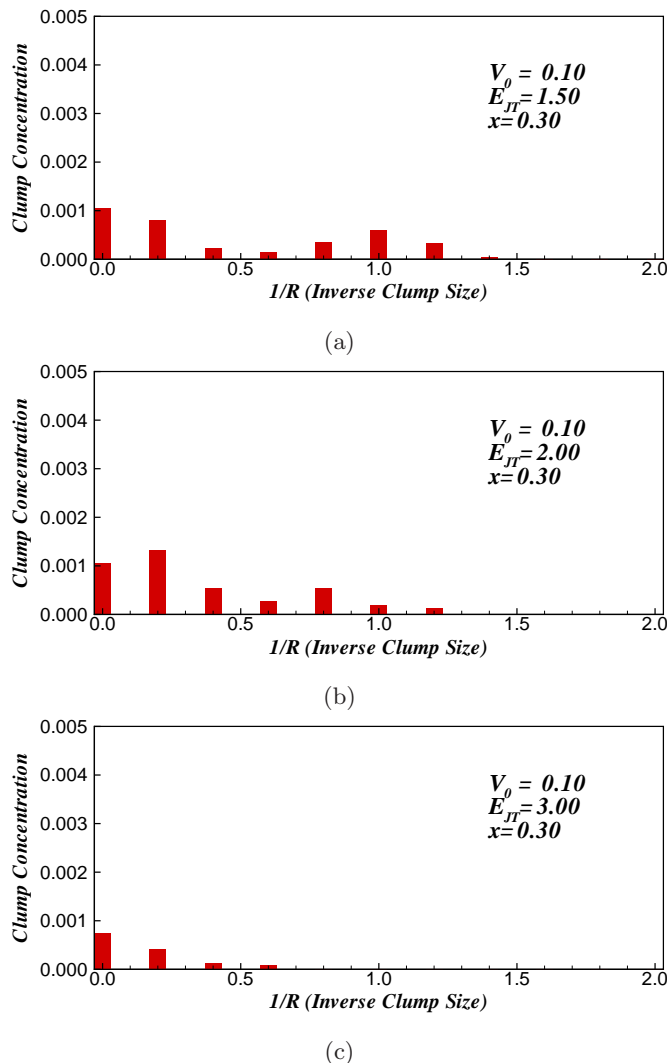 0.005
0.004
0.003
0.002
0.001
0.000
Clump Concentration
V0 = 0.10
EJT=1.50
x=0.30
0.0 0.5 1.0 1.5 2.0
1/R (Inverse Clump Size)
(a)
0.005
0.004
0.003
0.002
0.001
0.000
Clump Concentration
V0 = 0.10
EJT=2.00
x=0.30
0.0 0.5 1.0 1.5 2.0
1/R (Inverse Clump Size)
(b)
0.005
0.004
0.003
0.002
0.001
0.000
Clump Concentration
V0 = 0.10
EJT=3.00
x=0.30
0.0 0.5 1.0 1.5 2.0
1/R (Inverse Clump Size)
(c)